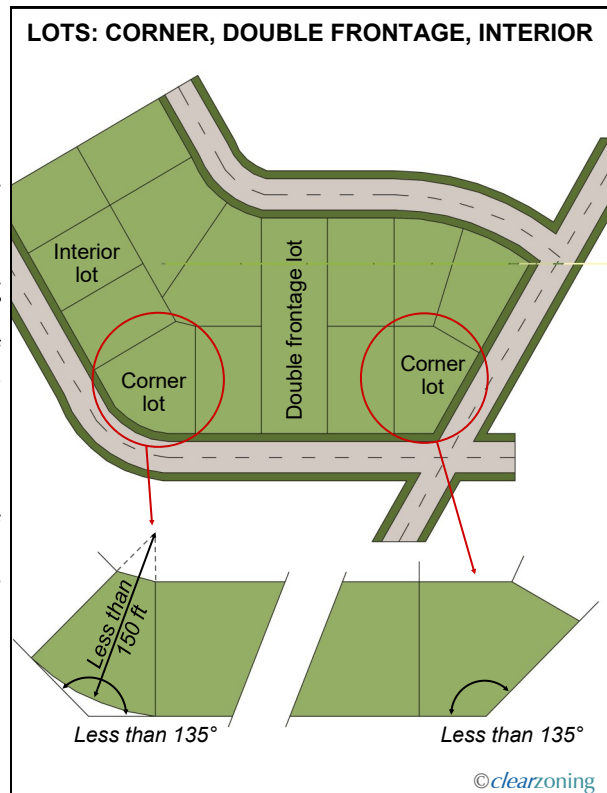 LOTS: CORNER, DOUBLE FRONTAGE, INTERIOR
Interior
lot
Double frontage lot
Corner
lot
Corner
lot
Less than
150 ft
Less than 135°
Less than 135°
©clearzoning